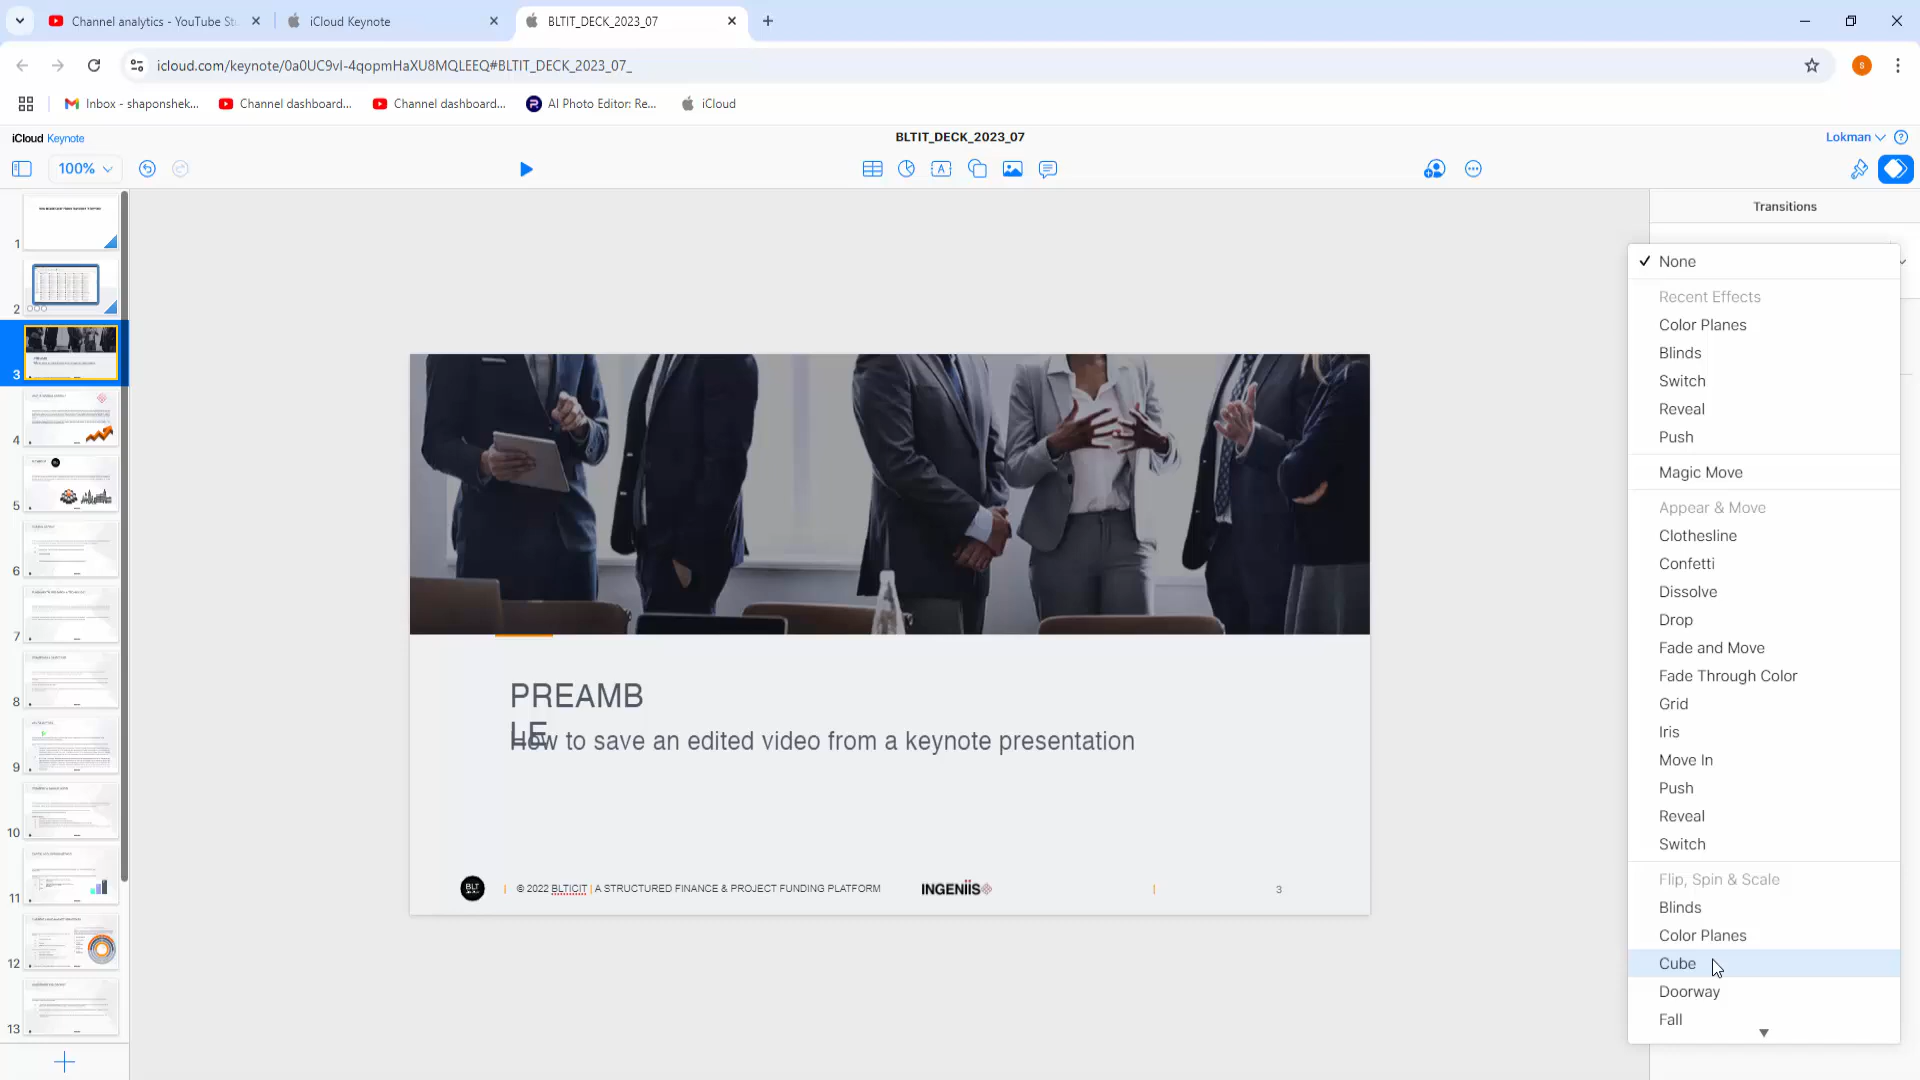 Channel analytics - YouTube Stu
iCloud Keynote
BLTIT_DECK_2023_07
icloud.com/keynote/0a0UC9vl-4qopmHaXU8MQLEEQ#BLTIT_DECK_2023_07_
S
Inbox - shaponshek...
Channel dashboard...
Channel dashboard...
AI Photo Editor: Re...
iCloud
iCloud Keynote
BLTIT_DECK_2023_07
Lokman
100%
Transitions
None
Recent Effects
Color Planes
Blinds
Switch
Reveal
Push
Magic Move
Appear & Move
Clothesline
Confetti
Dissolve
Drop
Fade and Move
Fade Through Color
Grid
Iris
Move In
Push
Reveal
Switch
Flip, Spin & Scale
Blinds
Color Planes
Cube
Doorway
Fall
1
2
3
4
5
6
7
8
9
10
11
12
13
PREAMB
LE
How to save an edited video from a keynote presentation
BLT
© 2022 BLTICIT | A STRUCTURED FINANCE & PROJECT FUNDING PLATFORM
INGENIIS
3